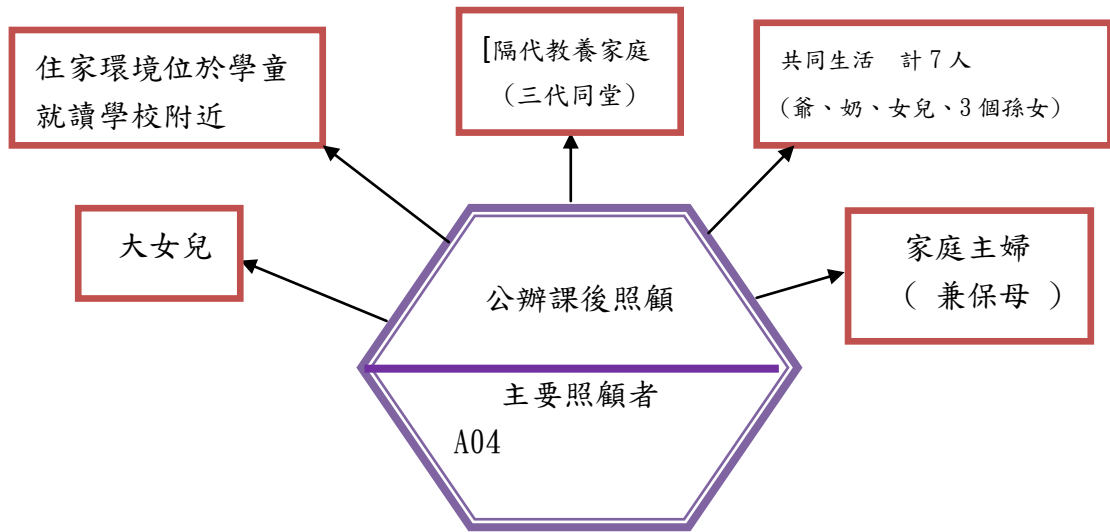 住家環境位於學童
就讀學校附近
[隔代教養家庭
(三代同堂)
共同生活 計7人
(爺、奶、女兒、3個孫女)
大女兒
家庭主婦
( 兼保母 )
公辦課後照顧
主要照顧者
A04